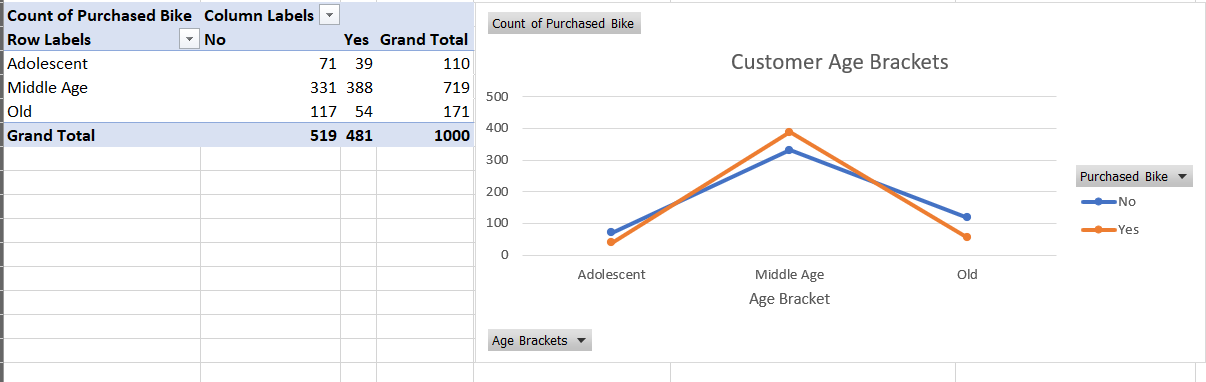 Count of Purchased Bike Column Labels
Row Labels No Yes Grand Total
Adolescent 71 39 110
Middle Age 331 388 719
Old 117 54 171
Grand Total 519 481 1000
Count of Purchased Bike
Customer Age Brackets
500
400
300
200
100
0
Adolescent Middle Age Old
Age Bracket
Purchased Bike
No
Yes
Age Brackets